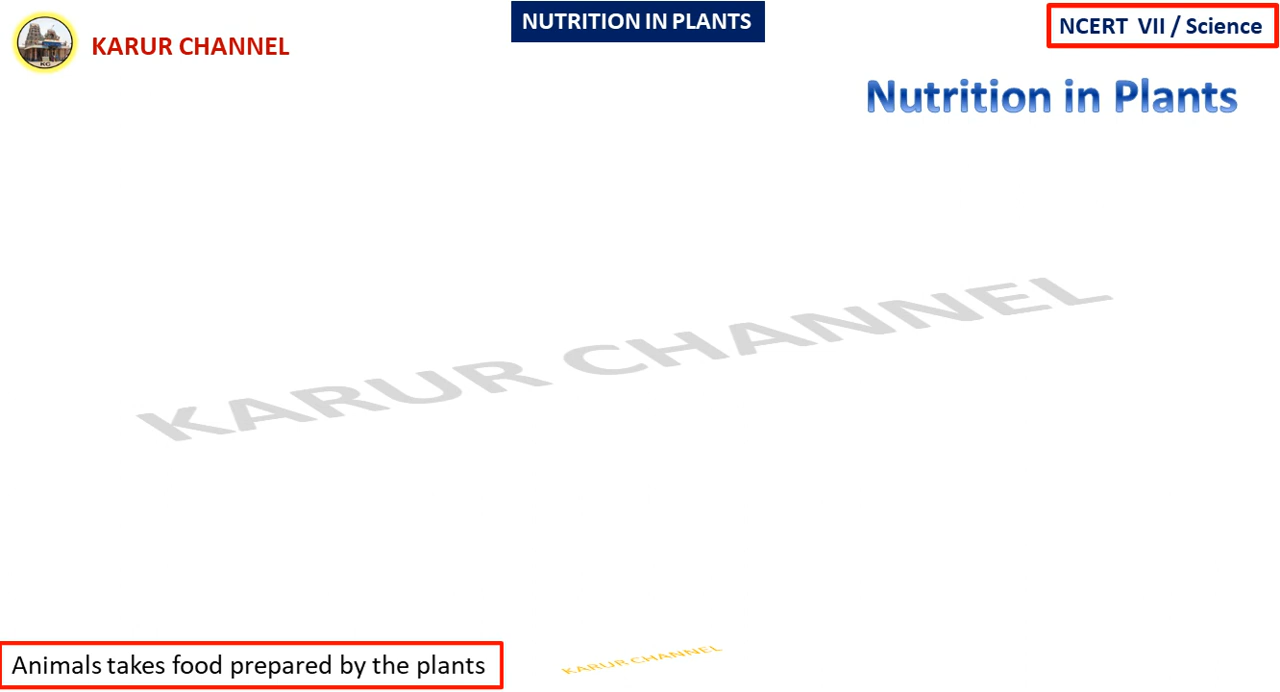 KARUR CHANNEL
NUTRITION IN PLANTS
NCERT VII / Science
Nutrition in Plants
KARUR CHANNEL
Animals takes food prepared by the plants
KARUR CHANNEL
KC